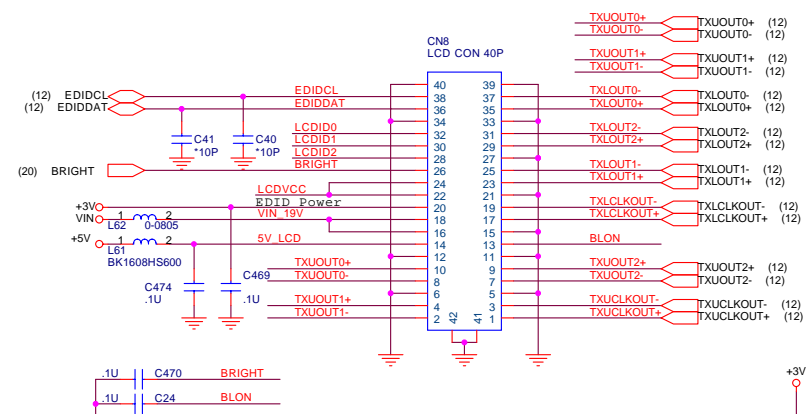 TXUOUT0+ TXUOUT0+ (12)
TXUOUT0- TXUOUT0- (12)
CN8
LCD CON 40P
TXUOUT1+ TXUOUT1+ (12)
TXUOUT1- TXUOUT1- (12)
40 39
(12) EDIDCL EDIDCL 38 37 TXLOUT0- TXLOUT0- (12)
(12) EDIDDAT EDIDDAT 36 35 TXLOUT0+ TXLOUT0+ (12)
34 33
C41 C40 LCDID0 32 31 TXLOUT2- TXLOUT2- (12)
*10P *10P LCDID1 30 29 TXLOUT2+ TXLOUT2+ (12)
LCDID2 28 27
(20) BRIGHT BRIGHT 26 25 TXLOUT1- TXLOUT1- (12)
24 23 TXLOUT1+ TXLOUT1+ (12)
LCDVCC 22 21
+3V EDID Power 20 19 TXLCLKOUT- TXLCLKOUT- (12)
VIN 1 2 VIN_19V 18 17 TXLCLKOUT+ TXLCLKOUT+ (12)
L62 0-0805 16 15
+5V 1 2 5V_LCD 14 13 BLON
L61 12 11
BK1608HS600
TXUOUT0+ 10 9 TXUOUT2+ TXUOUT2+ (12)
C474 C469 TXUOUT0- 8 7 TXUOUT2- TXUOUT2- (12)
.1U .1U 6 5
TXUOUT1+ 4 3 TXUCLKOUT- TXUCLKOUT- (12)
TXUOUT1- 2 1 TXUCLKOUT+ TXUCLKOUT+ (12)
42 41
.1U C470 BRIGHT
+3V
.1U C24 BLON